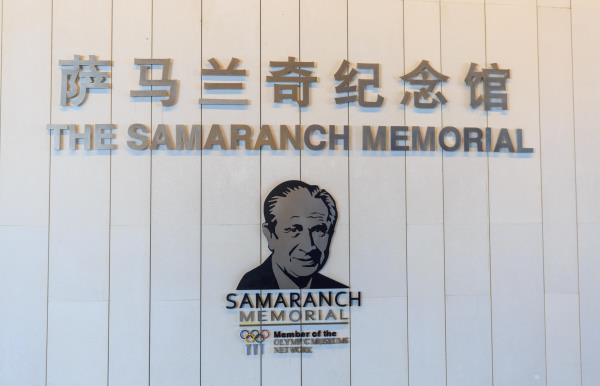 萨马兰奇纪念馆
THE SAMARANCH MEMORIAL
SAMARANCH
MEMORIAL
Member of the
OLYMPIC MUSEUMS
NETWORK